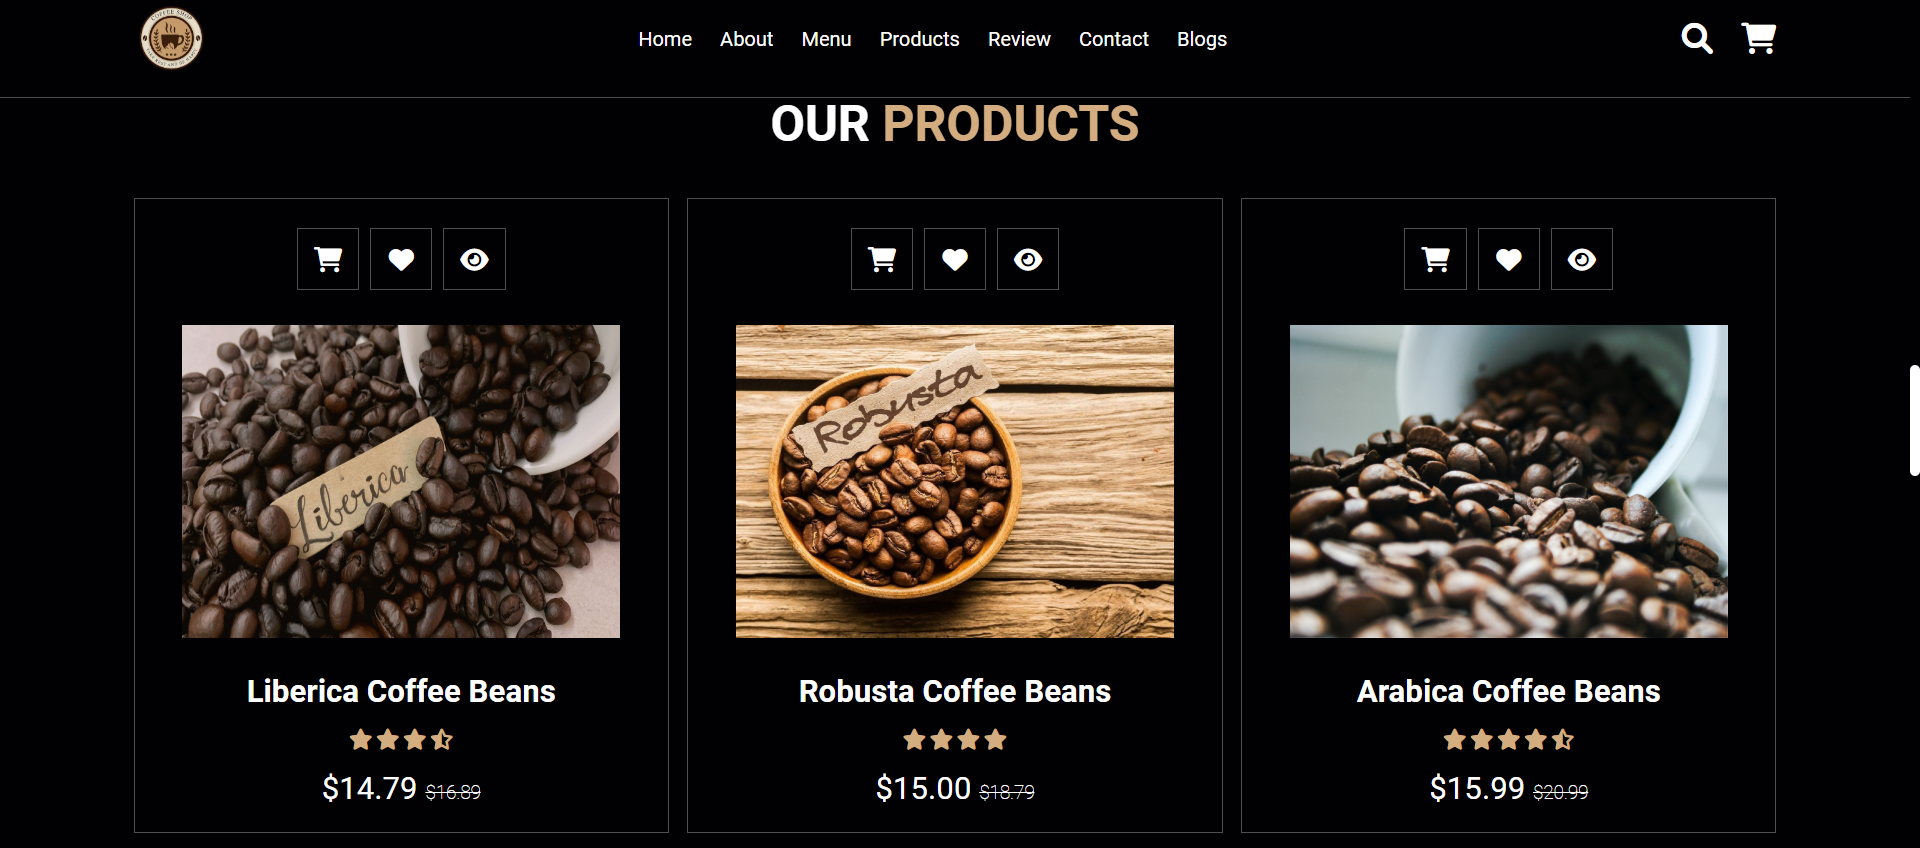 COFFEE SHOP
Home About Menu Products Review Contact Blogs
OUR PRODUCTS
Liberica
Robusta
Liberica Coffee Beans
Robusta Coffee Beans
Arabica Coffee Beans
$14.79 $16.89
$15.00 $18.79
$15.99 $20.99